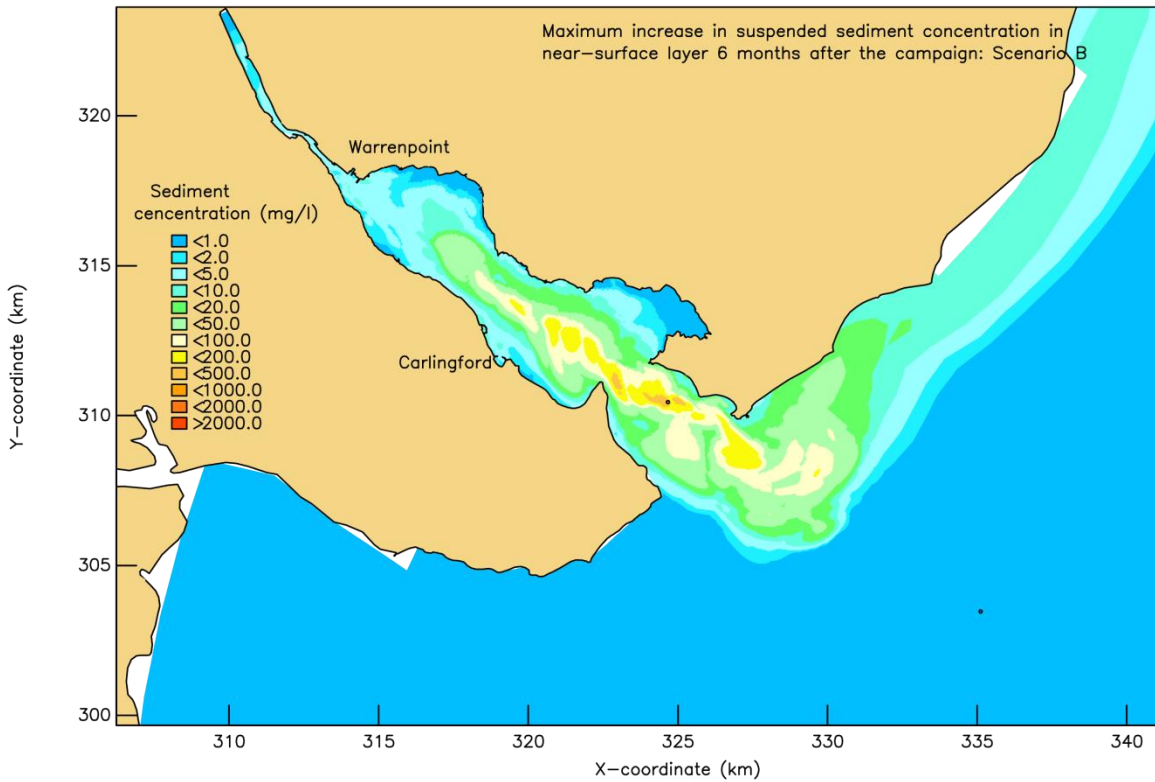 Maximum increase in suspended sediment concentration in
near-surface layer 6 months after the campaign: Scenario B
320
Warrenpoint
Sediment
concentration (mg/l)
<1.0
<2.0
<5.0
<10.0
<20.0
<50.0
<100.0
<200.0
<500.0
<1000.0
<2000.0
>2000.0
315
Carlingford
310
305
300
Y-coordinate (km)
310 315 320 325 330 335 340
X-coordinate (km)